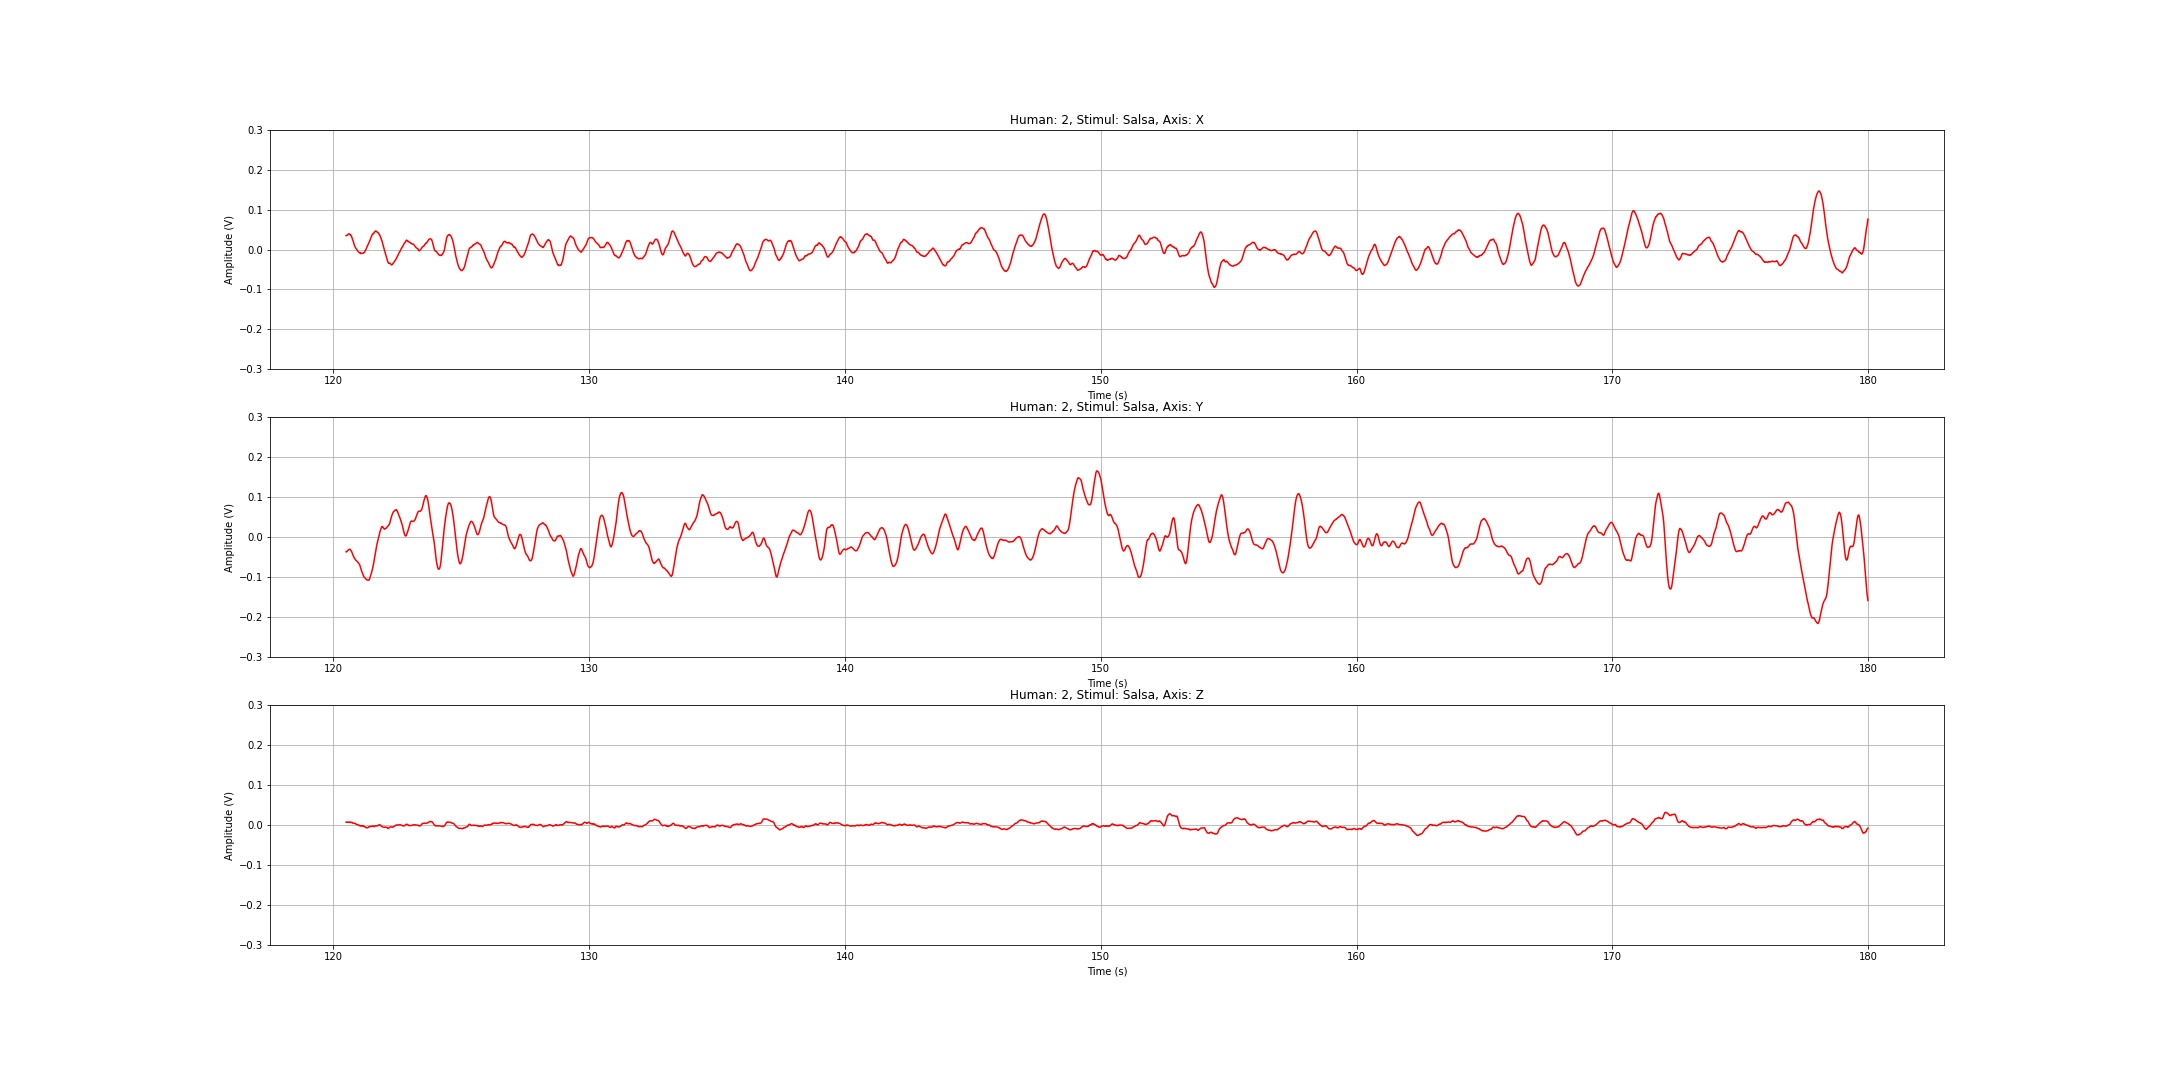 Human: 2, Stimul: Salsa, Axis: X
0.3
0.2
0.1
0.0
−0.1
−0.2
−0.3
Amplitude (V)
120 130 140 150 160 170 180
Time (s)
Human: 2, Stimul: Salsa, Axis: Y
0.3
0.2
0.1
0.0
−0.1
−0.2
−0.3
Amplitude (V)
120 130 140 150 160 170 180
Time (s)
Human: 2, Stimul: Salsa, Axis: Z
0.3
0.2
0.1
0.0
−0.1
−0.2
−0.3
Amplitude (V)
120 130 140 150 160 170 180
Time (s)